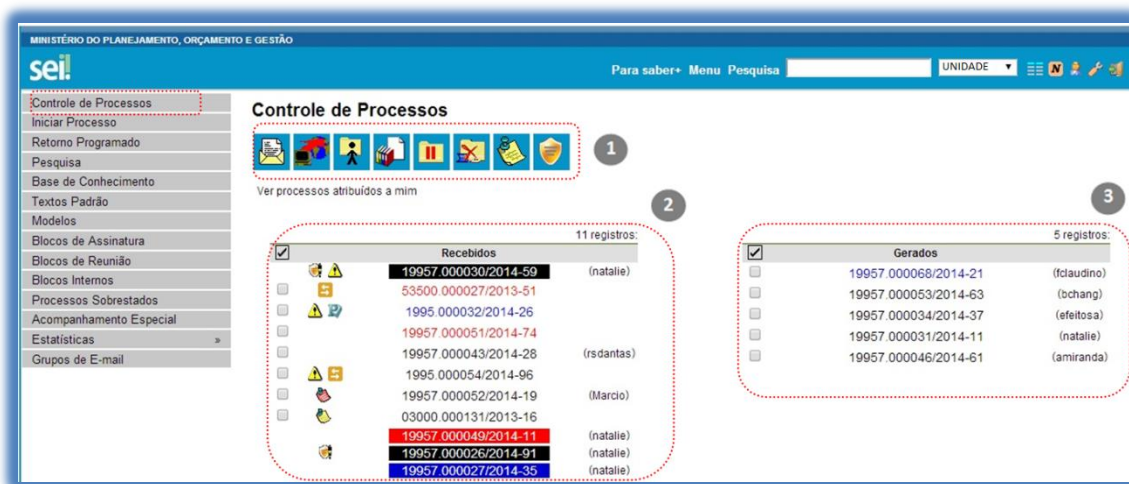 MINISTÉRIO DO PLANEJAMENTO, ORÇAMENTO E GESTÃO
sei!
Para saber+ Menu Pesquisa
UNIDADE
N
Controle de Processos
Iniciar Processo
Retorno Programado
Pesquisa
Base de Conhecimento
Textos Padrão
Modelos
Blocos de Assinatura
Blocos de Reunião
Blocos Internos
Processos Sobrestados
Acompanhamento Especial
Estatísticas »
Grupos de E-mail
Controle de Processos
1
Ver processos atribuídos a mim
2
11 registros:
Recebidos
19957.000030/2014-59 (natalie)
53500.000027/2013-51
1995.000032/2014-26
19957.000051/2014-74
19957.000043/2014-28 (rsdantas)
1995.000054/2014-96
19957.000052/2014-19 (Marcio)
03000.000131/2013-16
19957.000049/2014-11 (natalie)
19957.000026/2014-91 (natalie)
19957.000027/2014-35 (natalie)
3
5 registros:
Gerados
19957.000068/2014-21 (fclaudino)
19957.000053/2014-63 (bchang)
19957.000034/2014-37 (efeitosa)
19957.000031/2014-11 (natalie)
19957.000046/2014-61 (amiranda)